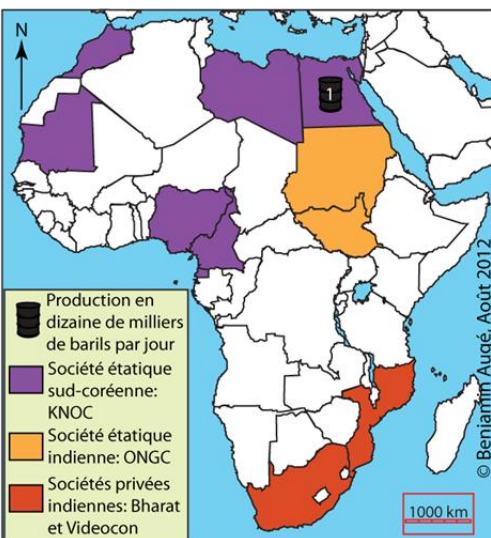 N
1
Production en
dizaine de milliers
de barils par jour
Société étatique
sud-coréenne:
KNOC
Société étatique
indienne: ONGC
Sociétés privées
indiennes: Bharat
et Videocon
1000 km
© Benjamin Augé, Août 2012